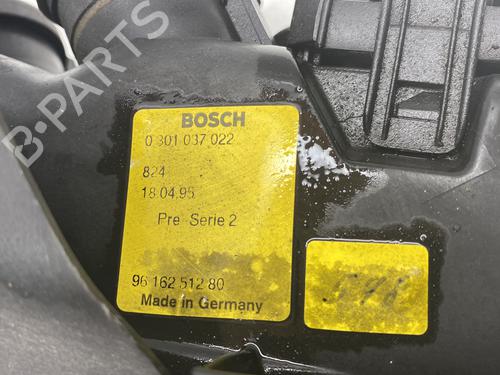 BOSCH
0 301 037 022
824
18.04.95
Pre Serie 2
96 162 512 80
Made in Germany
B-PARTS